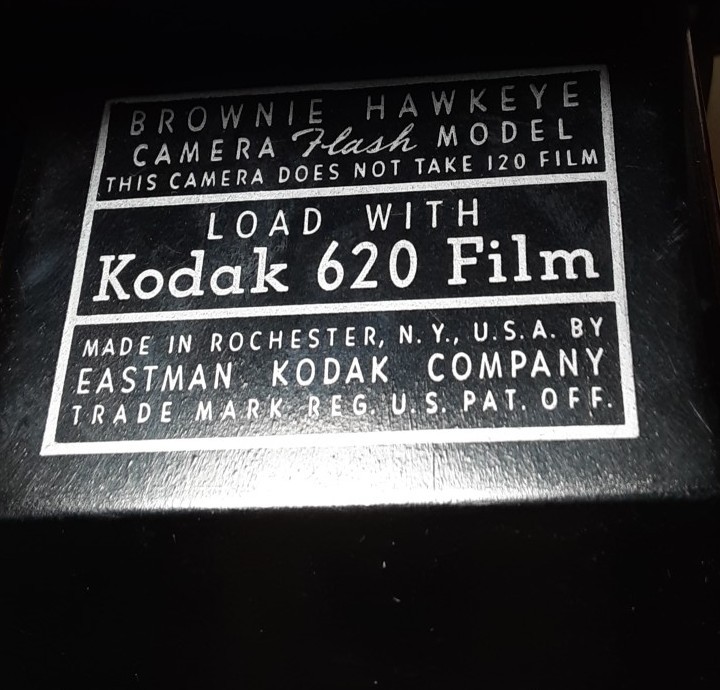 BROWNIE HAWKEYE
CAMERA Flash MODEL
THIS CAMERA DOES NOT TAKE 120 FILM
LOAD WITH
Kodak 620 Film
MADE IN ROCHESTER, N.Y., U.S.A. BY
EASTMAN KODAK COMPANY
TRADE MARK REG. U.S. PAT. OFF.